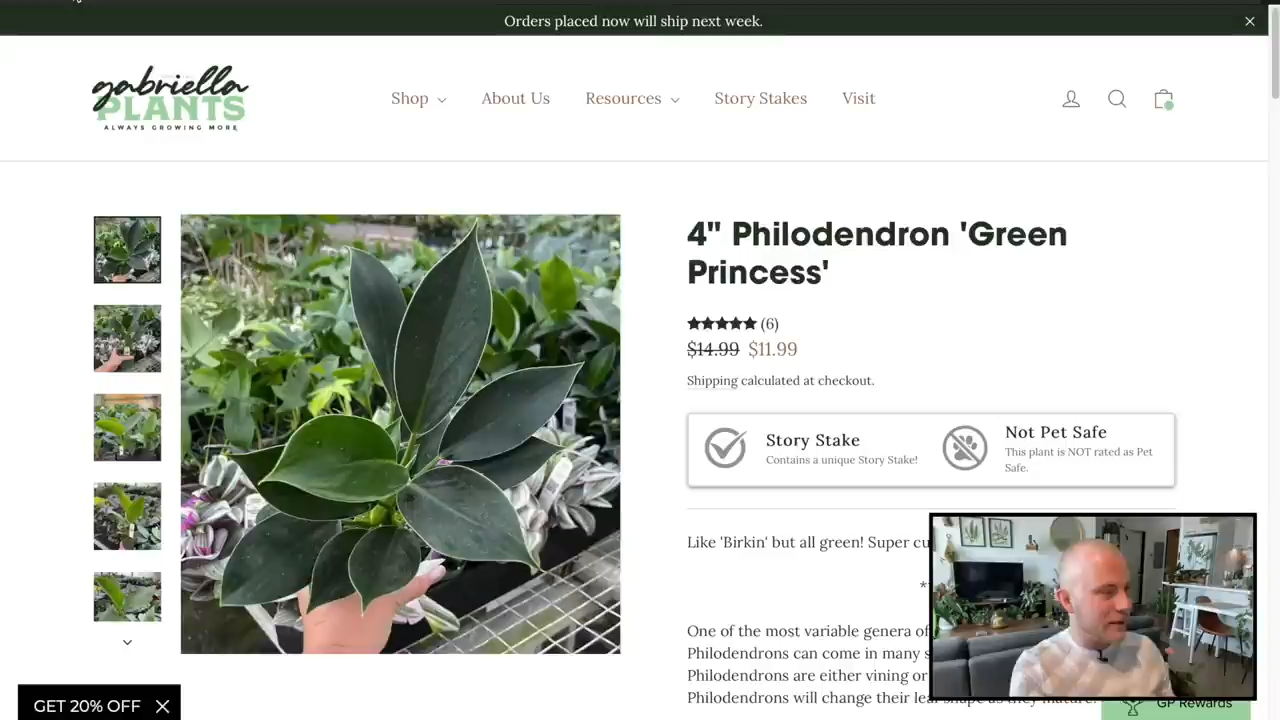 Orders placed now will ship next week.
gabriella
PLANTS
ALWAYS GROWING MORE
Shop
About Us
Resources
Story Stakes
Visit
4" Philodendron 'Green
Princess'
(6)
$14.99 $11.99
Shipping calculated at checkout.
Story Stake
Contains a unique Story Stake!
Not Pet Safe
This plant is NOT rated as Pet
Safe.
Like 'Birkin' but all green! Super
One of the most variable genera of
Philodendrons can come in many
Philodendrons are either vining or
Philodendrons will change their
GET 20% OFF
GP Rewards